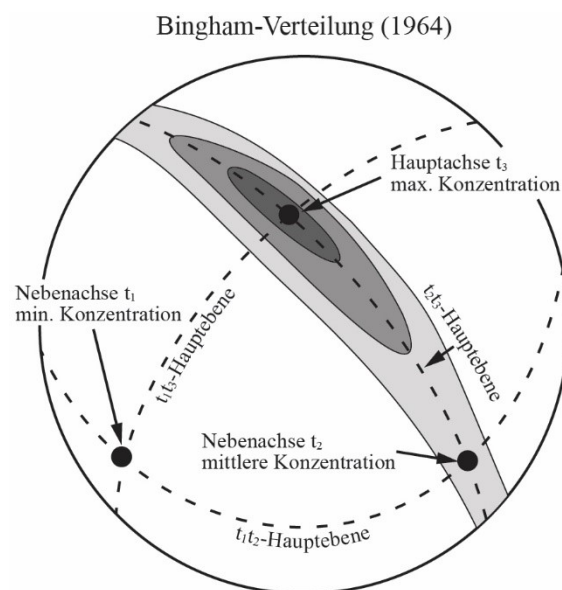 Bingham-Verteilung (1964)
Hauptachse t₃
max. Konzentration
Nebenachse t₁
min. Konzentration
t₁t₃-Hauptebene
t₂t₃-Hauptebene
Nebenachse t₂
mittlere Konzentration
t₁t₂-Hauptebene